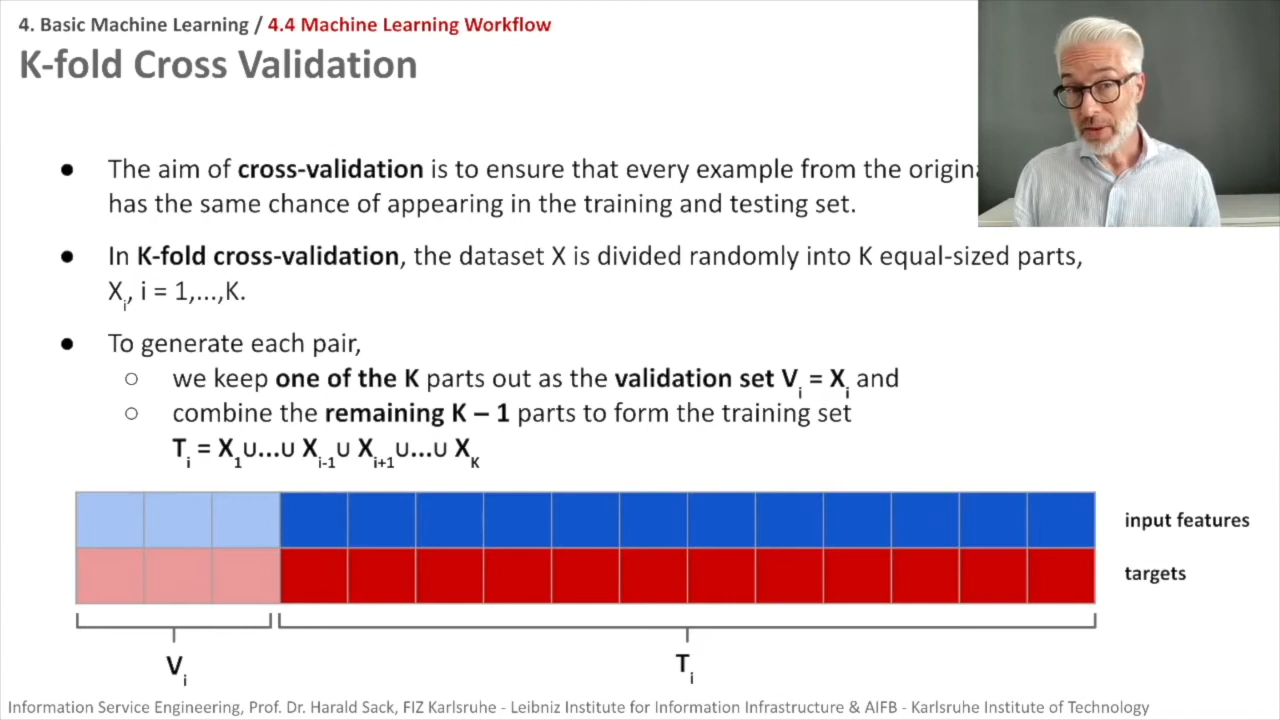 4. Basic Machine Learning / 4.4 Machine Learning Workflow
K-fold Cross Validation
● The aim of cross-validation is to ensure that every example from the
has the same chance of appearing in the training and testing set.
● In K-fold cross-validation, the dataset X is divided randomly into K equal-sized parts,
Xi, i = 1,...,K.
● To generate each pair,
○ we keep one of the K parts out as the validation set Vi = Xi and
○ combine the remaining K – 1 parts to form the training set
Ti = X1∪...∪ Xi-1∪ Xi+1∪...∪ XK
input features
targets
Vi
Ti
Information Service Engineering, Prof. Dr. Harald Sack, FIZ Karlsruhe - Leibniz Institute for Information Infrastructure & AIFB - Karlsruhe Institute of Technology